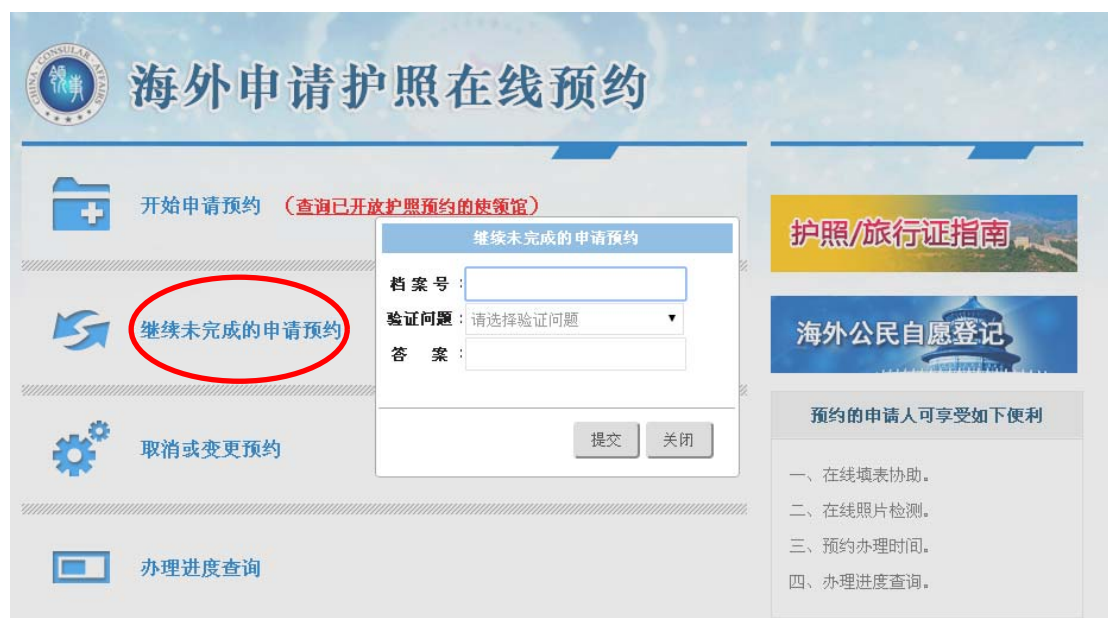 CHINA CONSULAR AFFAIRS
领事
海外申请护照在线预约
开始申请预约 （查询已开放护照预约的使领馆）
继续未完成的申请预约
取消或变更预约
办理进度查询
继续未完成的申请预约
档 案 号：
验证问题：请选择验证问题
答 案：
提交 关闭
护照/旅行证指南
海外公民自愿登记
预约的申请人可享受如下便利
一、在线填表协助。
二、在线照片检测。
三、预约办理时间。
四、办理进度查询。